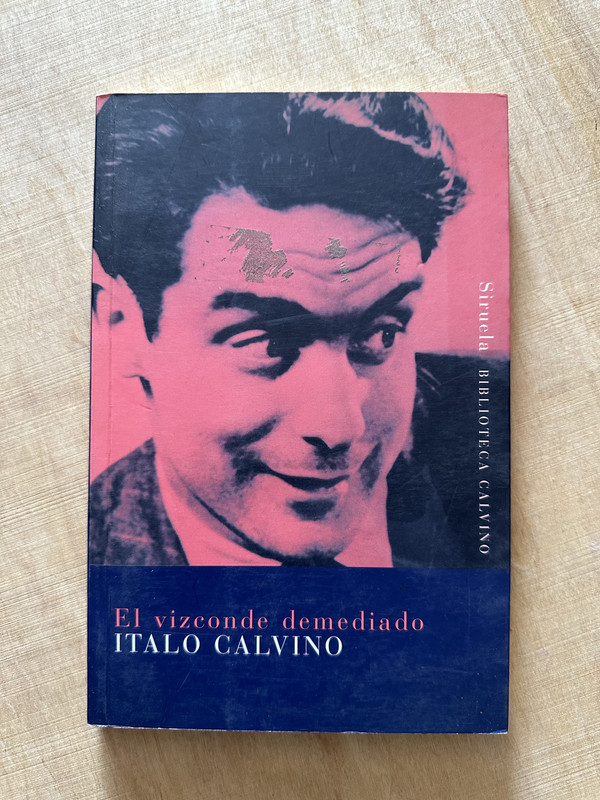 El vizconde demediado
ITALO CALVINO
Siruela BIBLIOTECA CALVINO